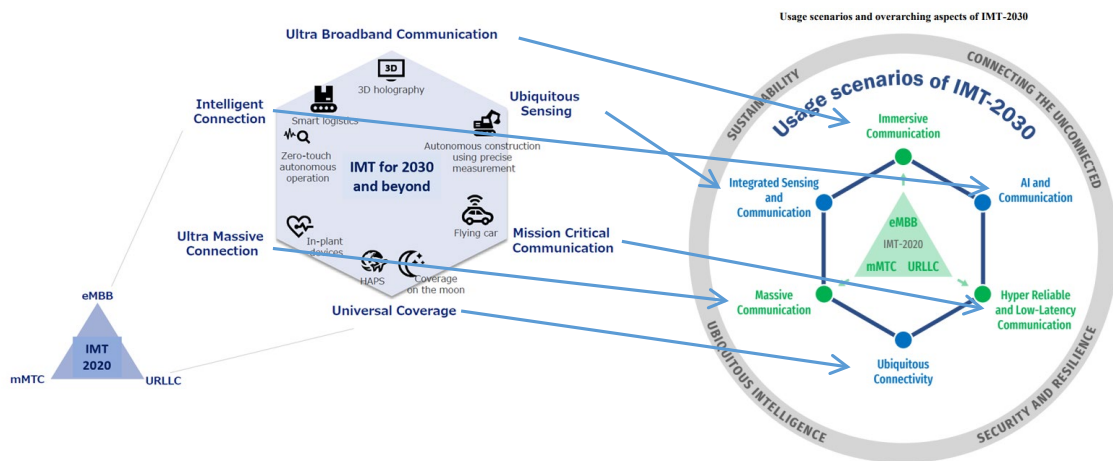 Usage scenarios and overarching aspects of IMT-2030
Ultra Broadband Communication
3D
3D holography
Intelligent
Connection
Smart logistics
Ubiquitous
Sensing
Zero-touch
autonomous
operation
Autonomous construction
using precise
measurement
IMT for 2030
and beyond
Flying car
Ultra Massive
Connection
In-plant
devices
Mission Critical
Communication
HAPS
Coverage
on the moon
Universal Coverage
eMBB
IMT
2020
mMTC
URLLC
SUSTAINABILITY
CONNECTING THE UNCONNECTED
UBIQUITOUS INTELLIGENCE
SECURITY AND RESILIENCE
Usage scenarios of IMT-2030
Immersive
Communication
Integrated Sensing
and
Communication
AI and
Communication
eMBB
IMT-2020
mMTC URLLC
Massive
Communication
Hyper Reliable
and Low-Latency
Communication
Ubiquitous
Connectivity